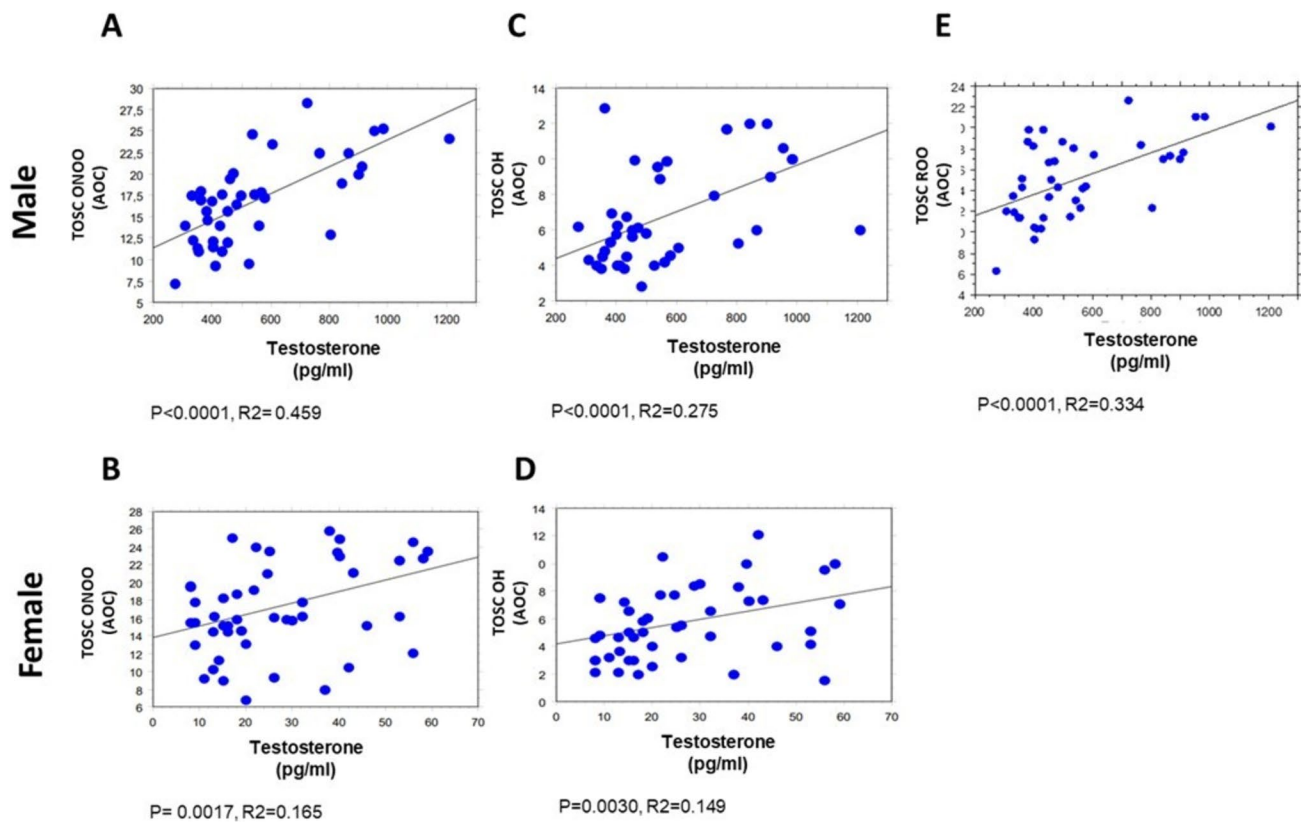 A
C
E
Male
TOSC ONOO
(AOC)
30
27,5
25
22,5
20
17,5
15
12,5
10
7,5
5
200 400 600 800 1000 1200
Testosterone
(pg/ml)
P<0.0001, R2= 0.459
TOSC OH
(AOC)
14
2
0
8
6
4
2
200 400 600 800 1000 1200
Testosterone
(pg/ml)
P<0.0001, R2=0.275
TOSC ROO
(AOC)
24
22
0
8
6
4
2
0
8
6
4
200 400 600 800 1000 1200
Testosterone
(pg/ml)
P<0.0001, R2=0.334
B
D
Female
TOSC ONOO
(AOC)
28
26
24
22
20
18
16
14
12
10
8
6
0 10 20 30 40 50 60 70
Testosterone
(pg/ml)
P= 0.0017, R2=0.165
TOSC OH
(AOC)
14
12
0
8
6
4
2
0
0 10 20 30 40 50 60 70
Testosterone
(pg/ml)
P=0.0030, R2=0.149